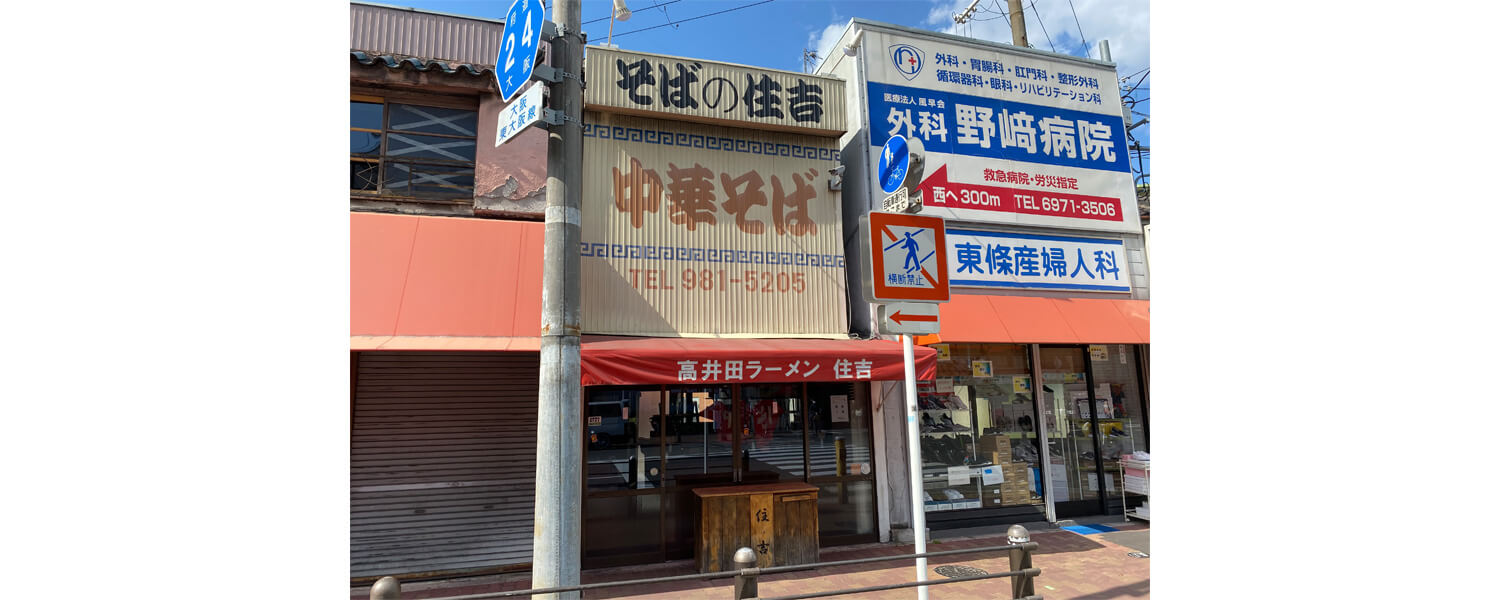 府道
24
大阪
大阪
東大阪線
そばの住吉
中華そば
TEL 981-5205
高井田ラーメン 住吉
住吉
外科・胃腸科・肛門科・整形外科
循環器科・眼科・リハビリテーション科
医療法人 風早会
外科 野﨑病院
救急病院・労災指定
西へ300m TEL 6971-3506
東條産婦人科
横断禁止